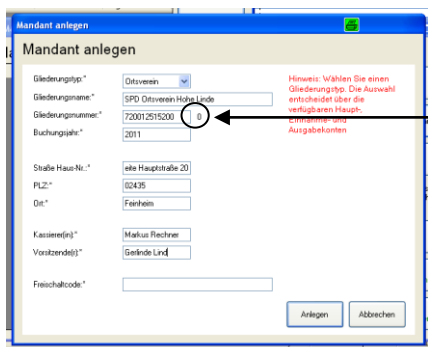 Mandant anlegen
Mandant anlegen
Gliederungstyp:* Ortsverein
Gliederungsname:* SPD Ortsverein Hohe Linde
Gliederungsnummer:* 720012515200 0
Buchungsjahr:* 2011
Hinweis: Wählen Sie einen
Gliederungstyp. Die Auswahl
entscheidet über die
verfügbaren Haupt-,
Einnahme- und
Ausgabekonten
Straße Haus-Nr.:* eite Hauptstraße 20
PLZ:* 02435
Ort:* Feinheim
Kassierer(in):* Markus Rechner
Vorsitzende(r):* Gerlinde Lind
Freischaltcode:*
Anlegen Abbrechen